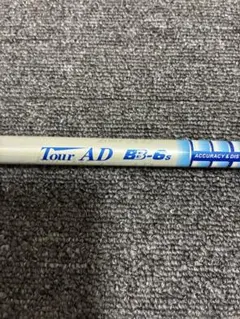 Tour AD BB-6s ACCURACY & DIS